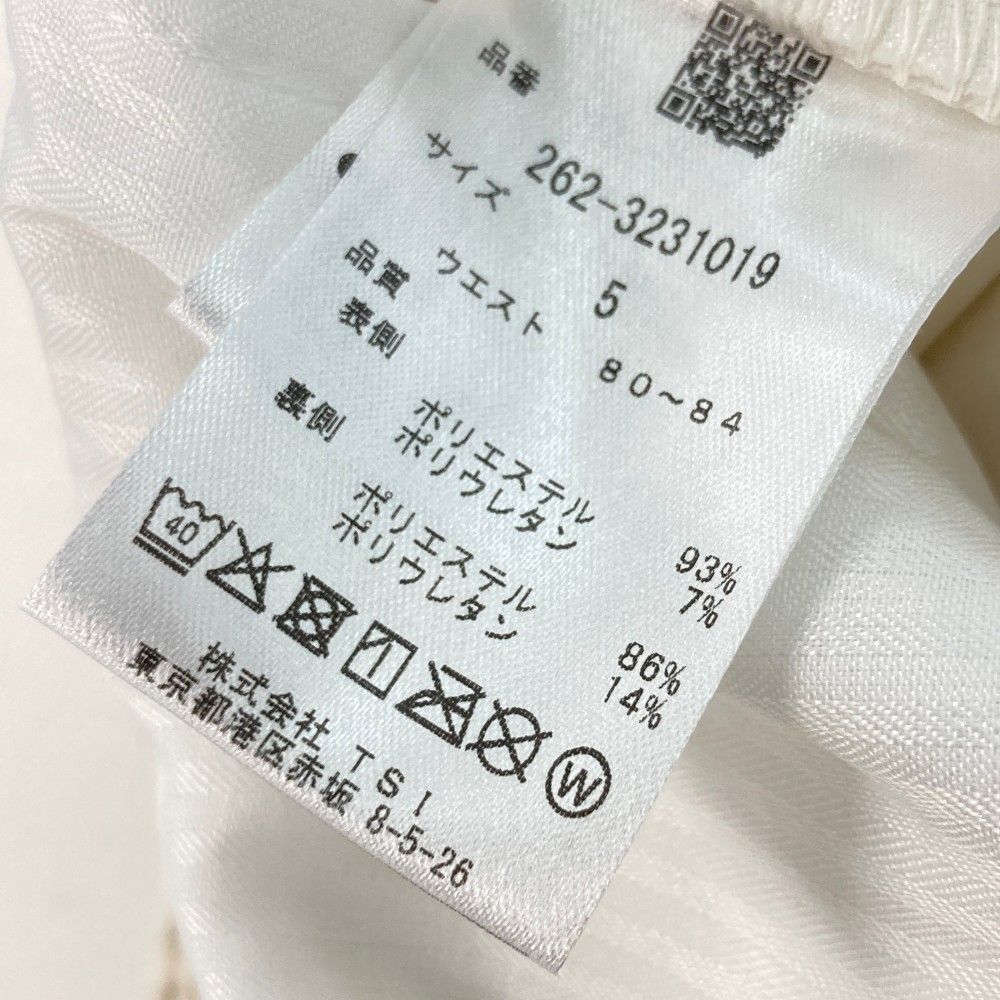 品番
262-3231019
サイズ
5
ウエスト
80～84
品質
表側
ポリエステル 93%
ポリウレタン 7%
裏側
ポリエステル 86%
ポリウレタン 14%
40
W
株式会社 TSI
東京都港区赤坂 8-5-26